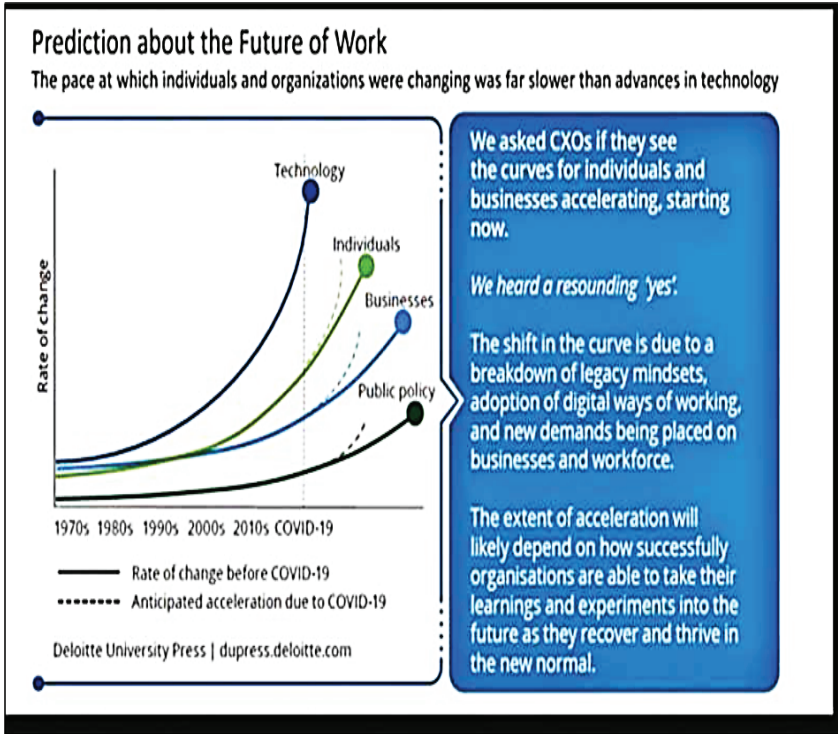 Prediction about the Future of Work
The pace at which individuals and organizations were changing was far slower than advances in technology
Technology
Individuals
Businesses
Public policy
Rate of change
1970s 1980s 1990s 2000s 2010s COVID-19
Rate of change before COVID-19
Anticipated acceleration due to COVID-19
Deloitte University Press | dupress.deloitte.com
We asked CXOs if they see
the curves for individuals and
businesses accelerating, starting
now.
We heard a resounding 'yes'.
The shift in the curve is due to a
breakdown of legacy mindsets,
adoption of digital ways of working,
and new demands being placed on
businesses and workforce.
The extent of acceleration will
likely depend on how successfully
organisations are able to take their
learnings and experiments into the
future as they recover and thrive in
the new normal.